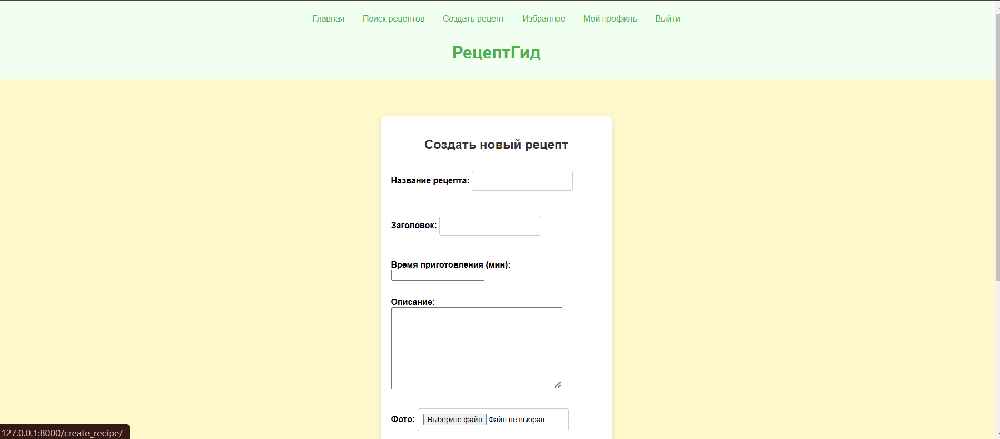 Главная Поиск рецептов Создать рецепт Избранное Мой профиль Выйти
РецептГид
Создать новый рецепт
Название рецепта:
Заголовок:
Время приготовления (мин):
Описание:
Фото: Выберите файл Файл не выбран
127.0.0.1:8000/create_recipe/